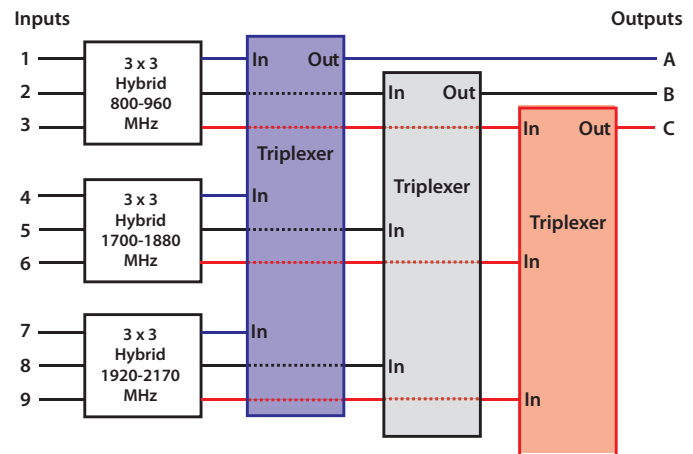 Inputs Outputs
1 3 x 3 In Out A
Hybrid
2 800-960 In Out B
3 MHz In Out C
Triplexer
Triplexer
Triplexer
4 3 x 3 In
Hybrid
5 1700-1880 In
6 MHz In
7 3 x 3 In
Hybrid
8 1920-2170 In
9 MHz In